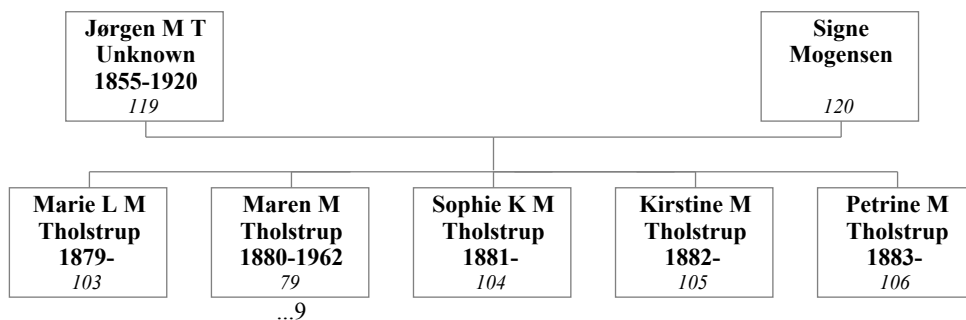 Jørgen M T
Unknown
1855-1920
119
Signe
Mogensen
120
Marie L M
Tholstrup
1879-
103
Maren M
Tholstrup
1880-1962
79
...9
Sophie K M
Tholstrup
1881-
104
Kirstine M
Tholstrup
1882-
105
Petrine M
Tholstrup
1883-
106